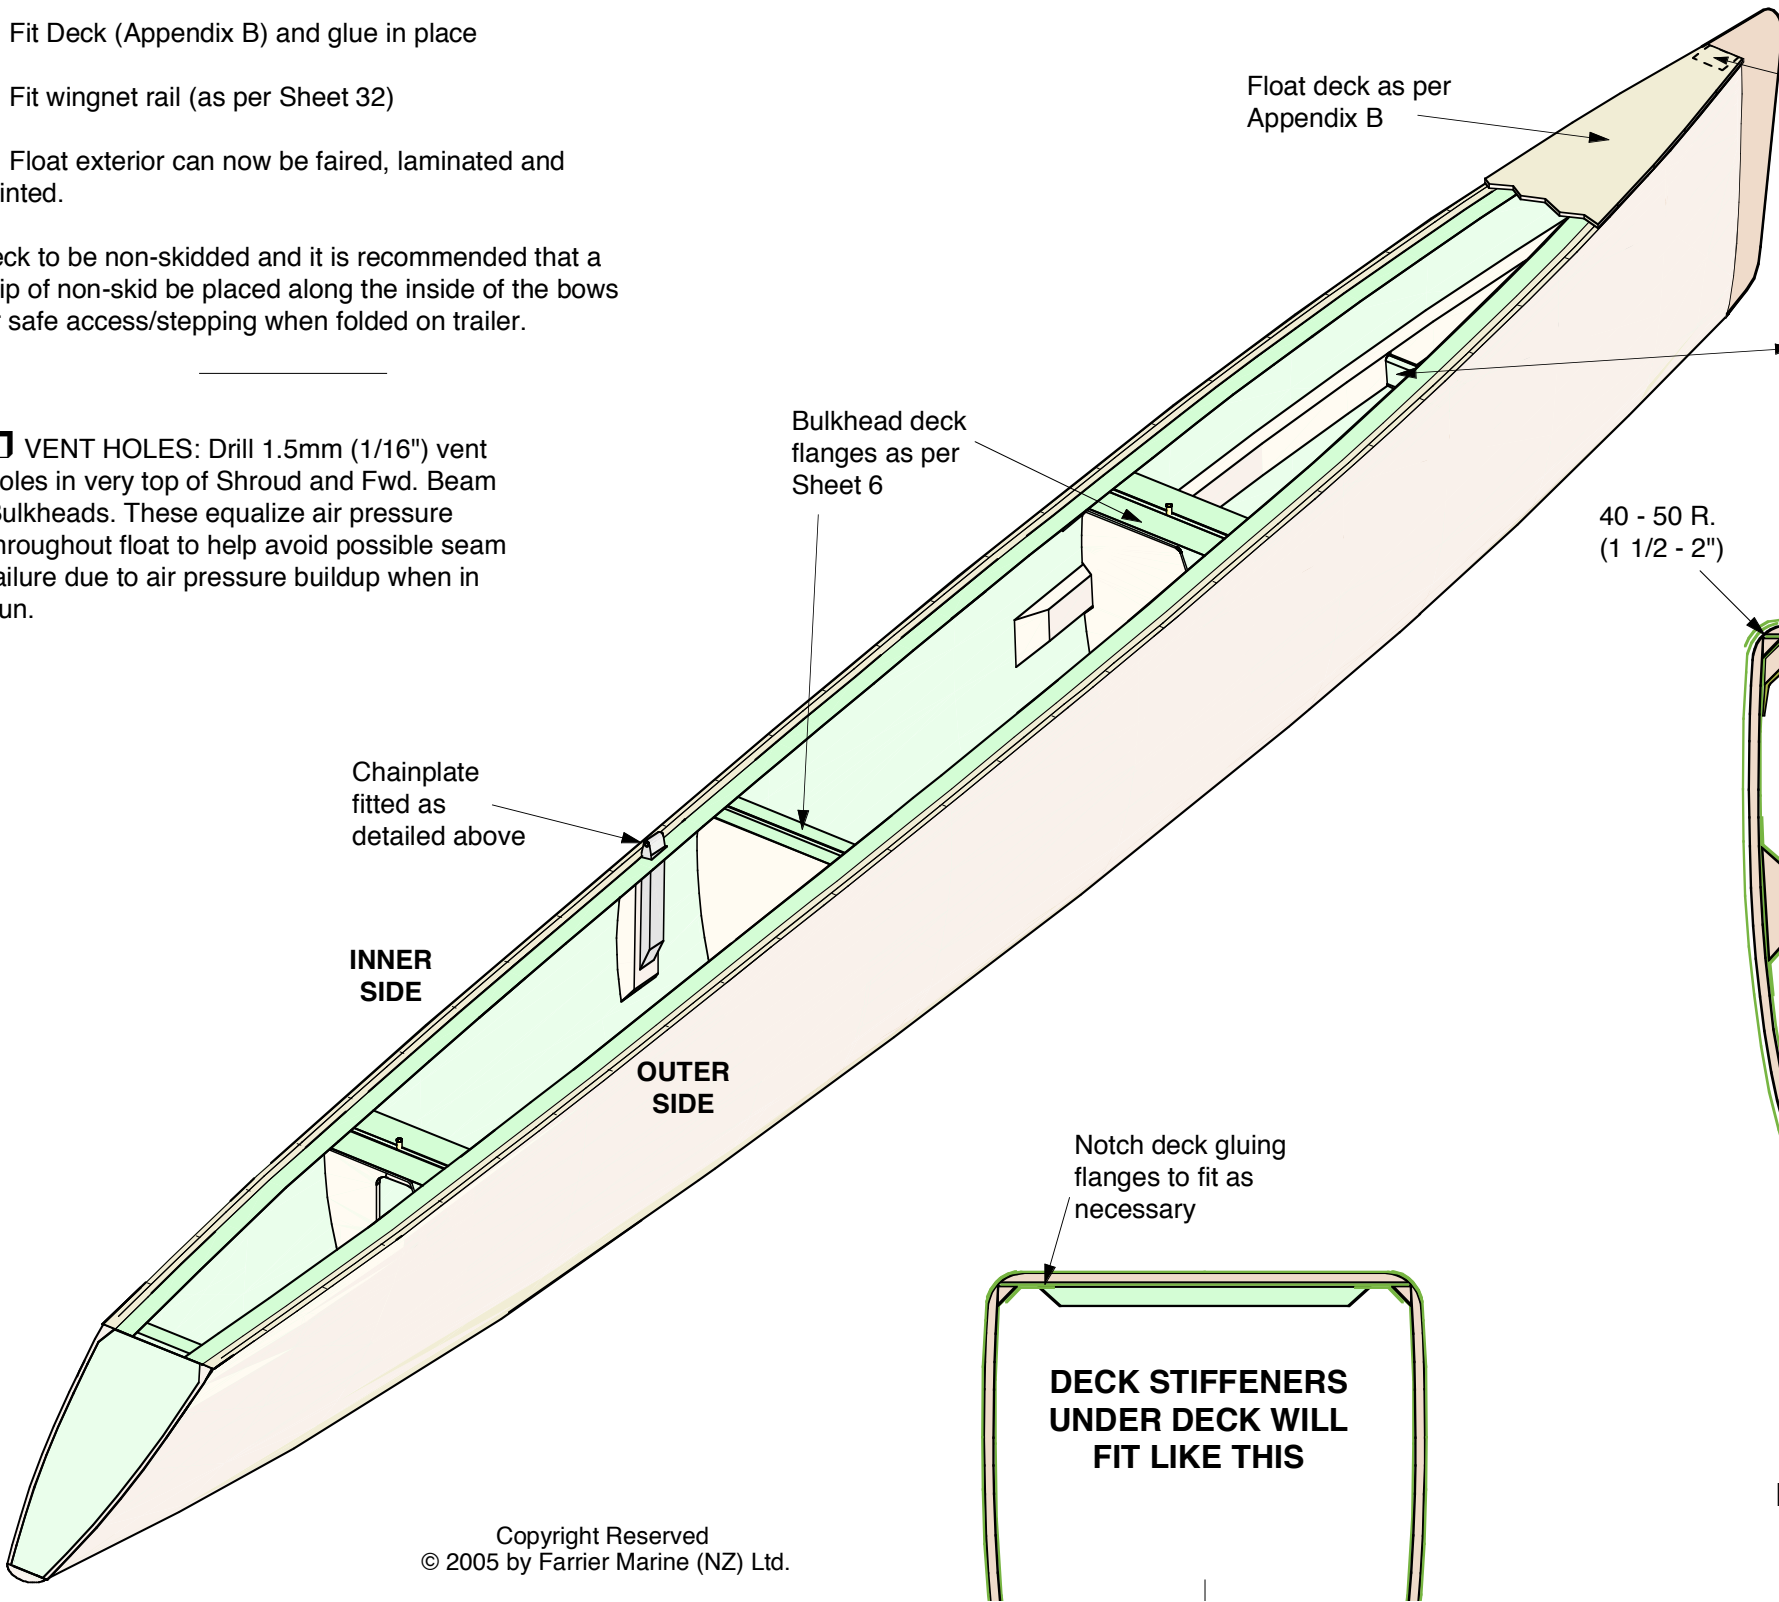 Fit Deck (Appendix B) and glue in place
Fit wingnet rail (as per Sheet 32)
Float exterior can now be faired, laminated and
inted.
eck to be non-skidded and it is recommended that a
ip of non-skid be placed along the inside of the bows
r safe access/stepping when folded on trailer.
VENT HOLES: Drill 1.5mm (1/16") vent
oles in very top of Shroud and Fwd. Beam
Bulkheads. These equalize air pressure
hroughout float to help avoid possible seam
ailure due to air pressure buildup when in
un.
Float deck as per
Appendix B
Bulkhead deck
flanges as per
Sheet 6
40 - 50 R.
(1 1/2 - 2")
Chainplate
fitted as
detailed above
INNER
SIDE
OUTER
SIDE
Notch deck gluing
flanges to fit as
necessary
DECK STIFFENERS
UNDER DECK WILL
FIT LIKE THIS
Copyright Reserved
© 2005 by Farrier Marine (NZ) Ltd.